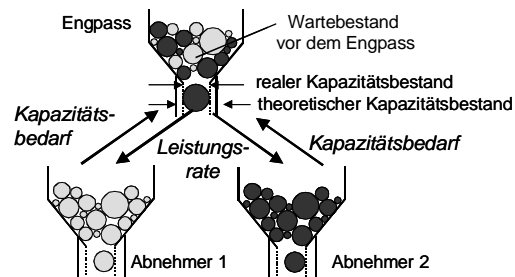 Engpass
Wartebestand
vor dem Engpass
realer Kapazitätsbestand
theoretischer Kapazitätsbestand
Kapazitäts-
bedarf
Leistungs-
rate
Kapazitätsbedarf
Abnehmer 1
Abnehmer 2